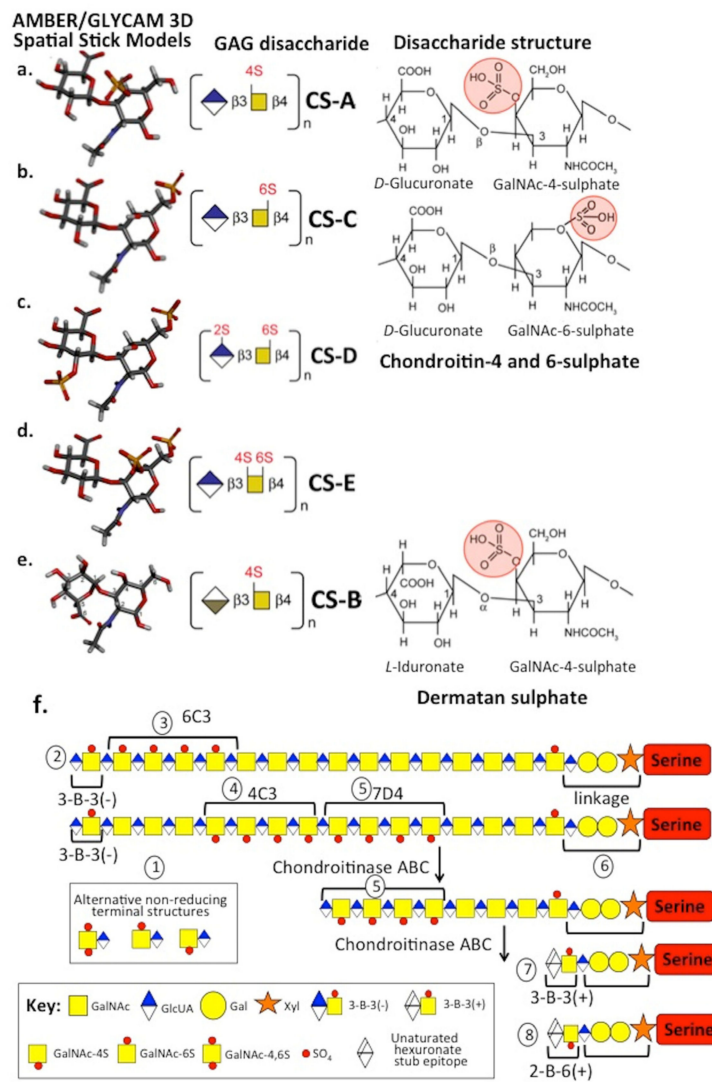 AMBER/GLYCAM 3D
Spatial Stick Models
GAG disaccharide
Disaccharide structure
a.
4S
β3
β4
n
CS-A
COOH
H
4
OH
H
H
OH
1
H
O
β
HO
S
O
O
O
CH₂OH
H
H
3
H
H
NHCOCH₃
O
D-Glucuronate
GalNAc-4-sulphate
b.
6S
β3
β4
n
CS-C
COOH
H
4
OH
H
H
OH
1
H
β
O
O
S
OH
O
O
H
3
H
H
NHCOCH₃
O
D-Glucuronate
GalNAc-6-sulphate
Chondroitin-4 and 6-sulphate
c.
2S
6S
β3
β4
n
CS-D
d.
4S 6S
β3
β4
n
CS-E
e.
4S
β3
β4
n
CS-B
H
COOH
4
OH
H
H
OH
1
H
O
α
HO
S
O
O
O
CH₂OH
H
H
3
H
H
NHCOCH₃
O
L-Iduronate
GalNAc-4-sulphate
Dermatan sulphate
f.
3
6C3
2
Serine
3-B-3(-)
linkage
4
4C3
5
7D4
Serine
3-B-3(-)
6
1
Chondroitinase ABC
Alternative non-reducing
terminal structures
5
Serine
Chondroitinase ABC
7
Serine
3-B-3(+)
8
Serine
2-B-6(+)
Key:
GalNAc
GlcUA
Gal
Xyl
3-B-3(-)
3-B-3(+)
GalNAc-4S
GalNAc-6S
GalNAc-4,6S
SO₄
Unaturated
hexuronate
stub epitope